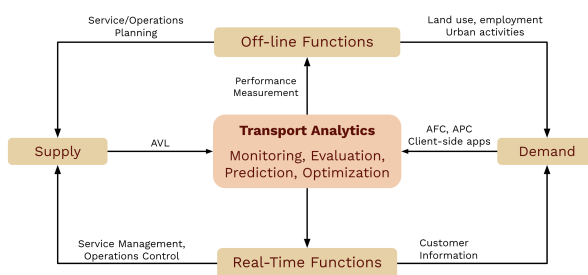 Service/Operations
Planning
Off-line Functions
Land use, employment
Urban activities
Performance
Measurement
Transport Analytics
Monitoring, Evaluation,
Prediction, Optimization
Supply
AVL
AFC, APC
Client-side apps
Demand
Service Management,
Operations Control
Real-Time Functions
Customer
Information